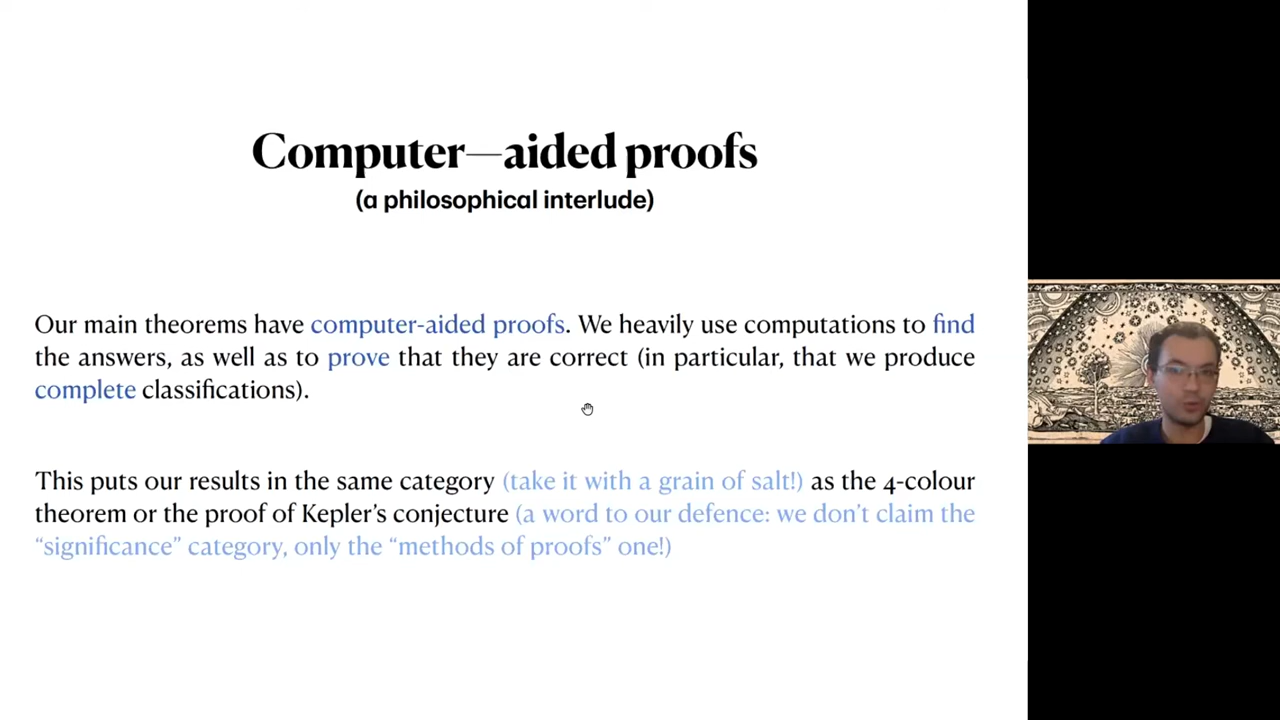 Computer—aided proofs
(a philosophical interlude)
Our main theorems have computer-aided proofs. We heavily use computations to find
the answers, as well as to prove that they are correct (in particular, that we produce
complete classifications).
This puts our results in the same category (take it with a grain of salt!) as the 4-colour
theorem or the proof of Kepler’s conjecture (a word to our defence: we don’t claim the
“significance” category, only the “methods of proofs” one!)